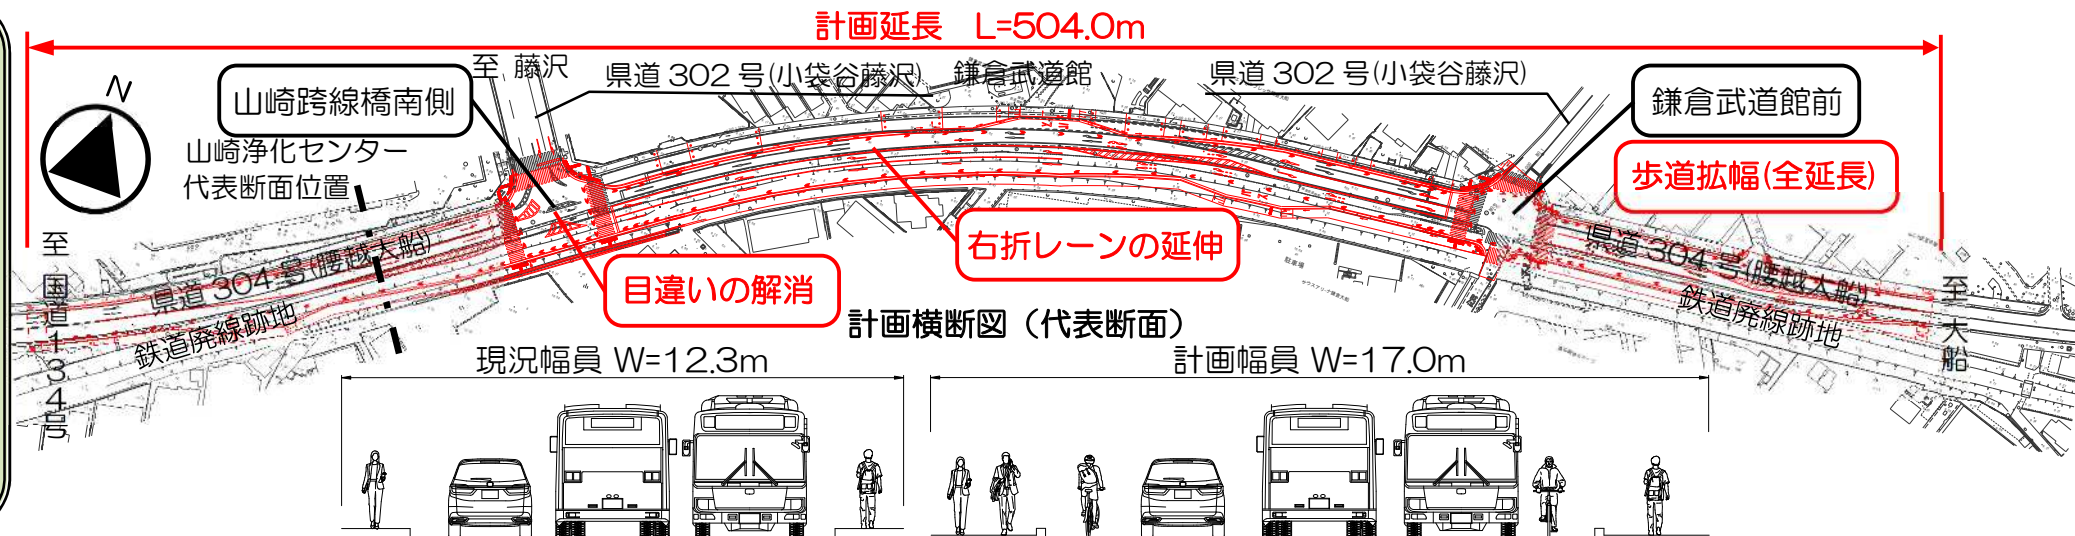 計画延長 L=504.0m
至 藤沢
県道 302 号(小袋谷藤沢)
鎌倉武道館
県道 302 号(小袋谷藤沢)
N
山崎跨線橋南側
鎌倉武道館前
山崎浄化センター
代表断面位置
歩道拡幅(全延長)
右折レーンの延伸
目違いの解消
至 国道134号
県道 304 号(腰越大船)
鉄道廃線跡地
駐車場
県道 304 号(腰越大船)
鉄道廃線跡地
至 大船
計画横断図（代表断面）
現況幅員 W=12.3m
計画幅員 W=17.0m